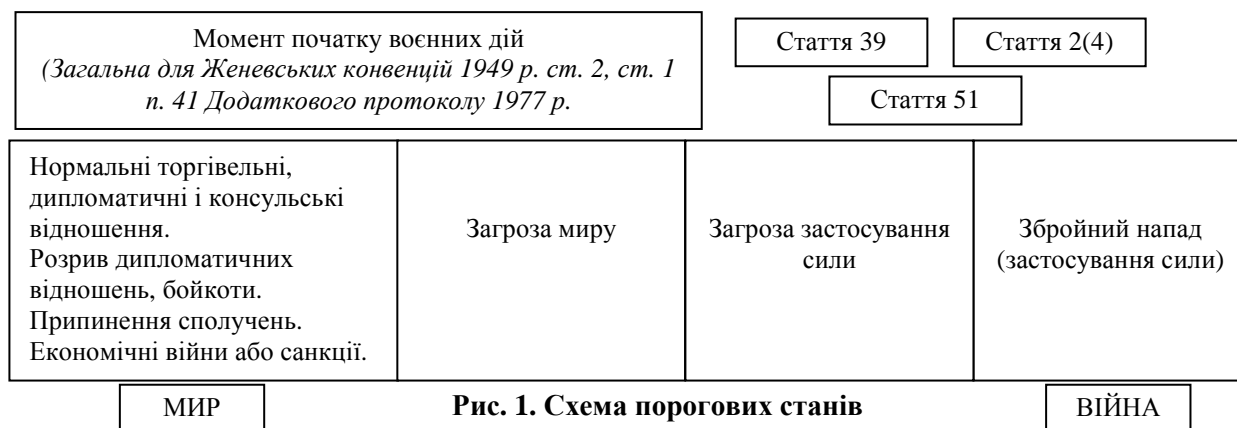 Момент початку воєнних дій
(Загальна для Женевських конвенцій 1949 р. ст. 2, ст. 1
п. 41 Додаткового протоколу 1977 р.
Стаття 39
Стаття 2(4)
Стаття 51
Нормальні торгівельні,
дипломатичні і консульські
відношення.
Розрив дипломатичних
відношень, бойкоти.
Припинення сполучень.
Економічні війни або санкції.
Загроза миру
Загроза застосування
сили
Збройний напад
(застосування сили)
МИР
Рис. 1. Схема порогових станів
ВІЙНА